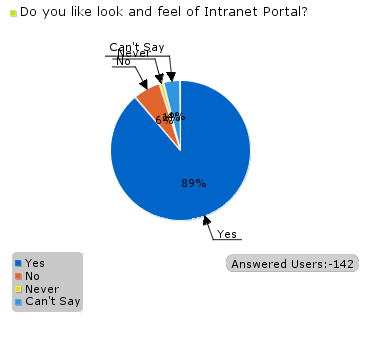 Do you like look and feel of Intranet Portal?
Can't Say
Never
No
6%
89%
Yes
Yes
No
Never
Can't Say
Answered Users:-142